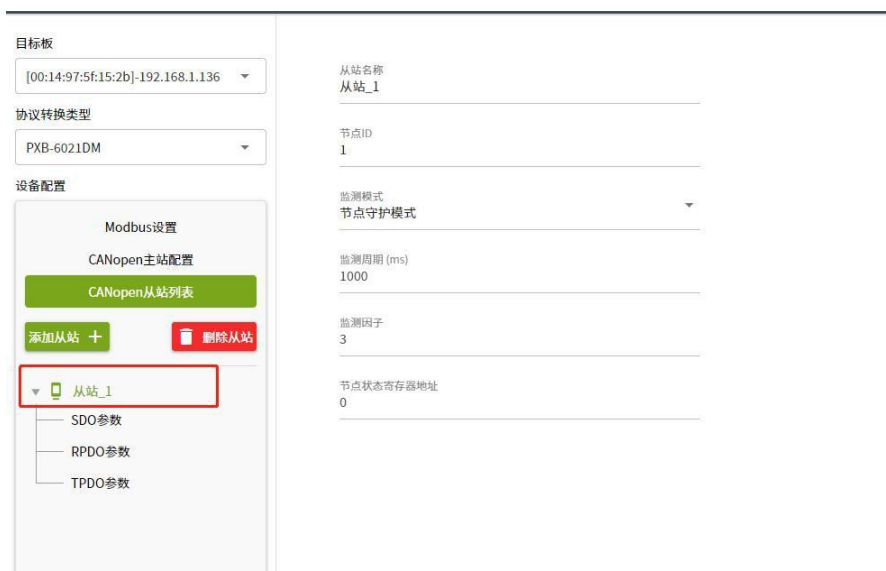 目标板
[00:14:97:5f:15:2b]-192.168.1.136
协议转换类型
PXB-6021DM
设备配置
Modbus设置
CANopen主站配置
CANopen从站列表
添加从站
删除从站
从站_1
SDO参数
RPDO参数
TPDO参数
从站名称
从站_1
节点ID
1
监测模式
节点守护模式
监测周期 (ms)
1000
监测因子
3
节点状态寄存器地址
0